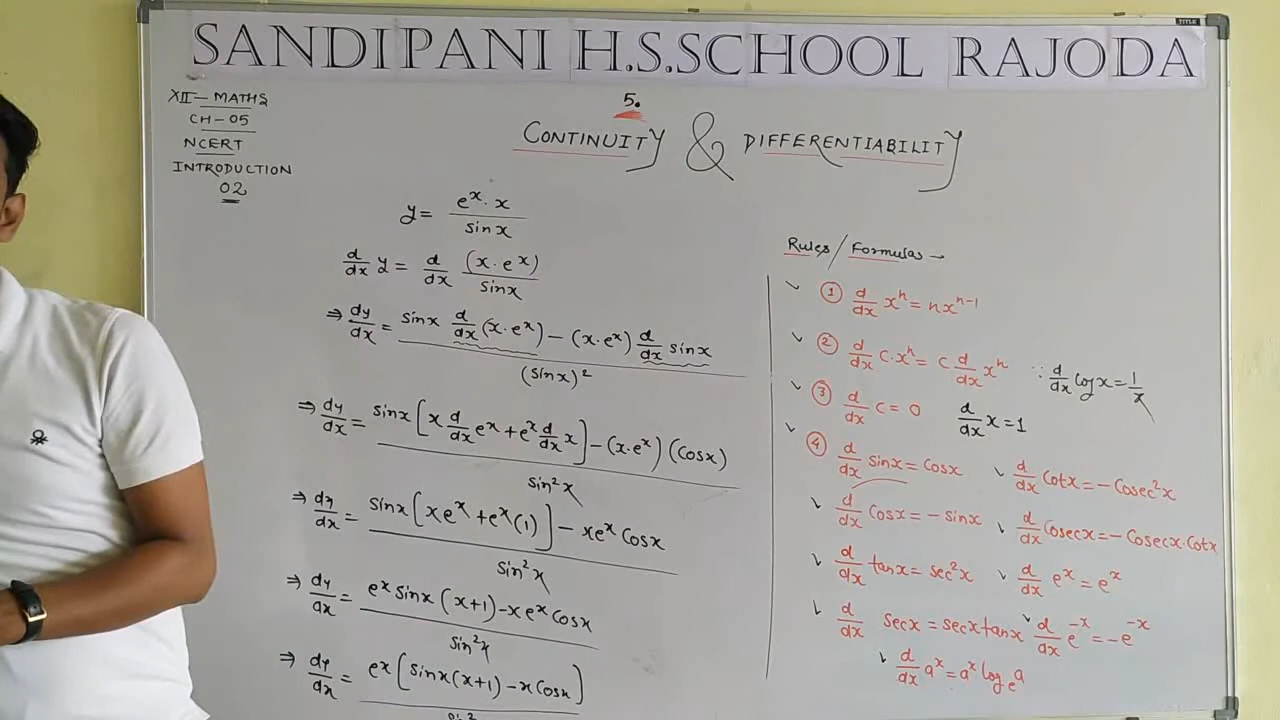 TITLE
SANDIPANI H.S.SCHOOL RAJODA
XII — MATHS
CH - 05
NCERT
INTRODUCTION
02
5.
CONTINUITY & DIFFERENTIABILITY
y = (e^x · x) / (sin x)
d/dx y = d/dx (x · e^x) / sin x
⇒ dy/dx = [sin x d/dx (x · e^x) − (x · e^x) d/dx sin x] / (sin x)^2
⇒ dy/dx = [sin x [x d/dx e^x + e^x d/dx x] − (x · e^x) (cos x)] / sin^2 x
⇒ dy/dx = [sin x [x e^x + e^x (1)] − x e^x cos x] / sin^2 x
⇒ dy/dx = [e^x sin x (x+1) − x e^x cos x] / sin^2 x
⇒ dy/dx = e^x [sin x (x+1) − x cos x] / sin^2
Rules / Formulas →
① d/dx x^n = n x^(n-1)
② d/dx c · x^n = c d/dx x^n ∵ d/dx log x = 1/x
③ d/dx c = 0 d/dx x = 1
④ d/dx sin x = cos x d/dx cot x = − cosec^2 x
d/dx cos x = − sin x d/dx cosec x = − cosec x · cot x
d/dx tan x = sec^2 x d/dx e^x = e^x
d/dx sec x = sec x tan x d/dx e^-x = − e^-x
d/dx a^x = a^x log_e a